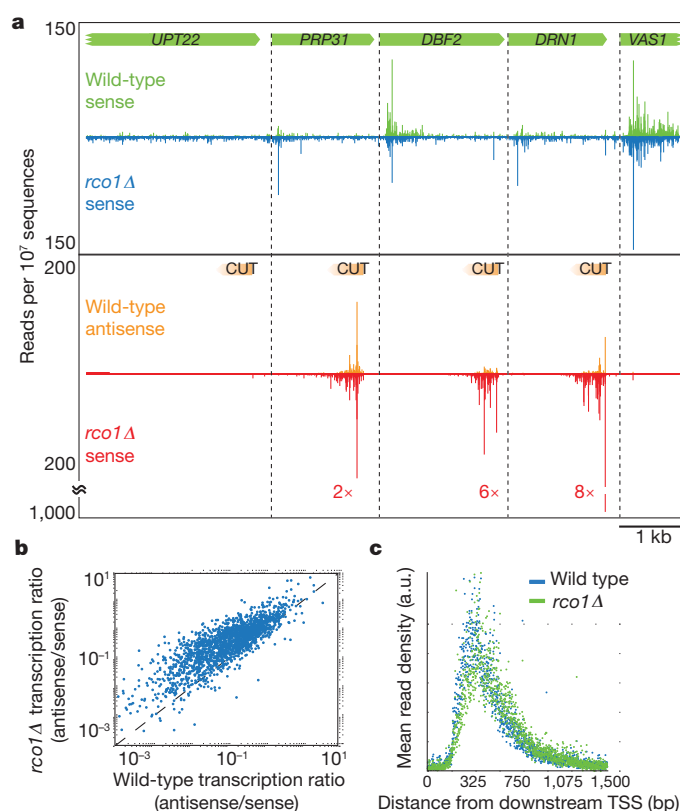 a
150
UPT22 PRP31 DBF2 DRN1 VAS1
Wild-type
sense
rco1Δ
sense
150
Reads per 10⁷ sequences
200
CUT CUT CUT CUT
Wild-type
antisense
rco1Δ
sense
200
2× 6× 8×
1,000
1 kb
b
10¹
10⁻¹
10⁻³
10⁻³ 10⁻¹ 10¹
rco1Δ transcription ratio
(antisense/sense)
Wild-type transcription ratio
(antisense/sense)
c
Wild type
rco1Δ
Mean read density (a.u.)
0 325 750 1,075 1,500
Distance from downstream TSS (bp)